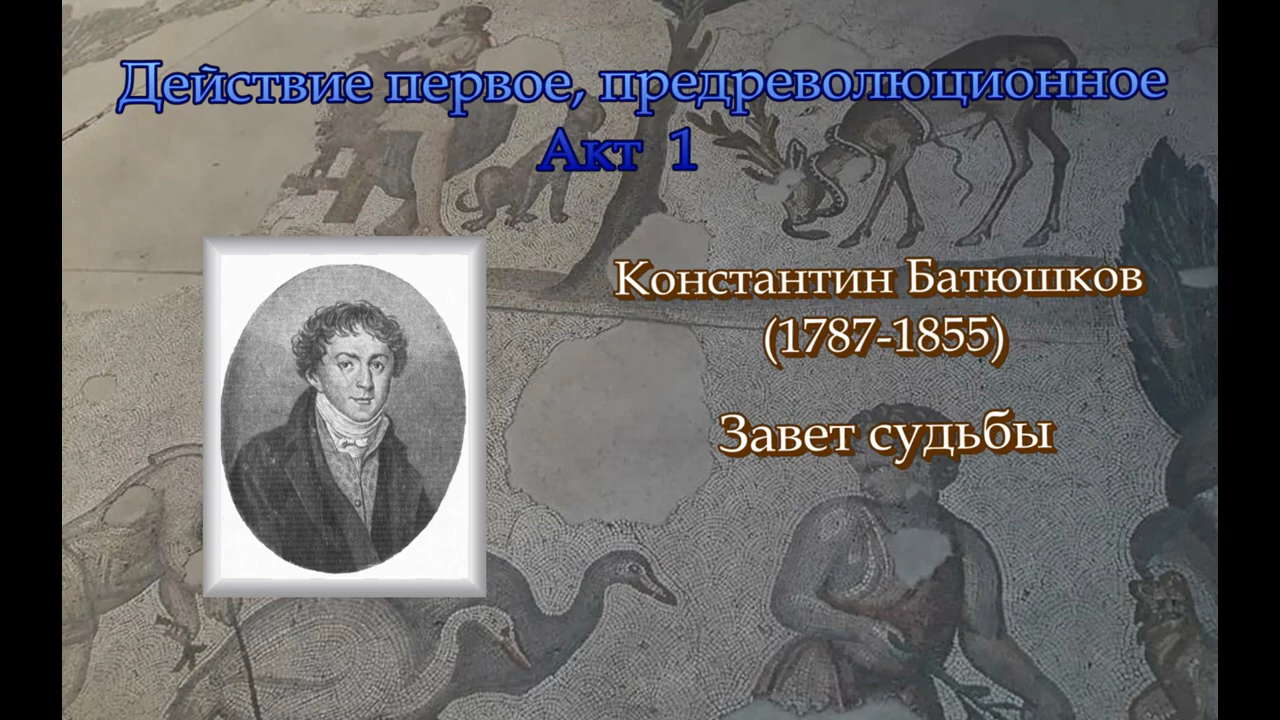 Действие первое, предреволюционное
Акт 1
Константин Батюшков
(1787-1855)
Завет судьбы